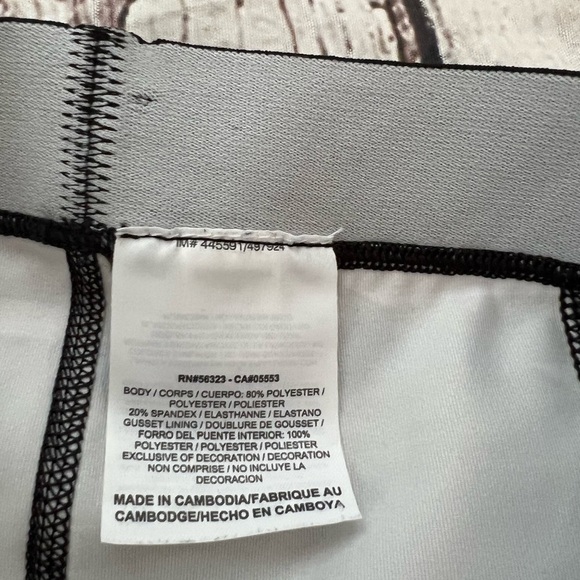 IM# 445591/497924
RN#56323 - CA#05553
BODY / CORPS / CUERPO: 80% POLYESTER /
POLYESTER / POLIESTER
20% SPANDEX / ELASTHANNE / ELASTANO
GUSSET LINING / DOUBLURE DE GOUSSET /
FORRO DEL PUENTE INTERIOR: 100%
POLYESTER / POLYESTER / POLIESTER
EXCLUSIVE OF DECORATION / DECORATION
NON COMPRISE / NO INCLUYE LA
DECORACION
MADE IN CAMBODIA/FABRIQUE AU
CAMBODGE/HECHO EN CAMBOYA